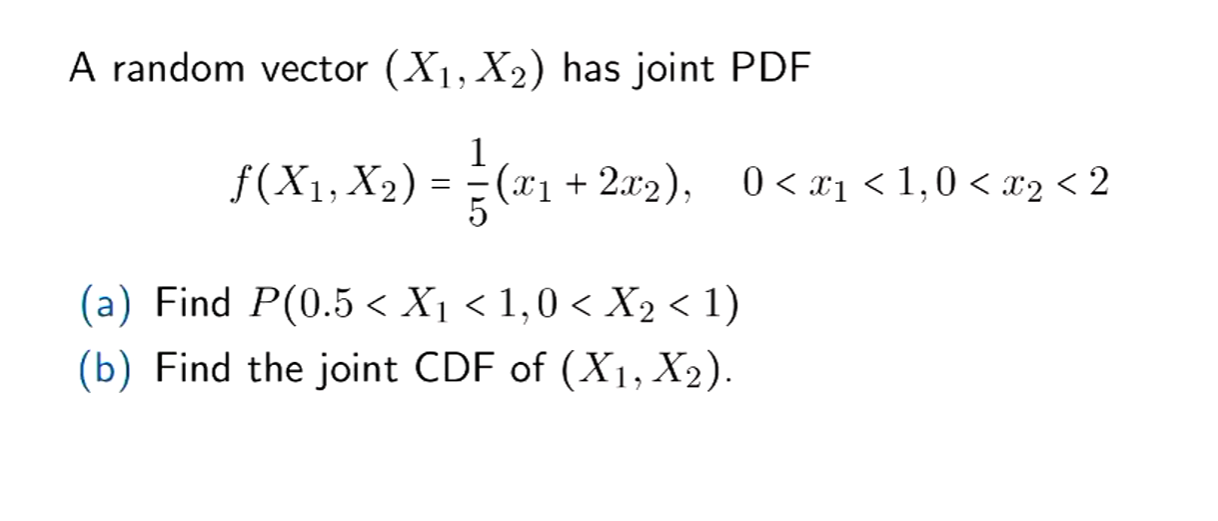 A random vector (X₁, X₂) has joint PDF
f(X₁, X₂) = 1/5 (x₁ + 2x₂), 0 < x₁ < 1, 0 < x₂ < 2
(a) Find P(0.5 < X₁ < 1, 0 < X₂ < 1)
(b) Find the joint CDF of (X₁, X₂).